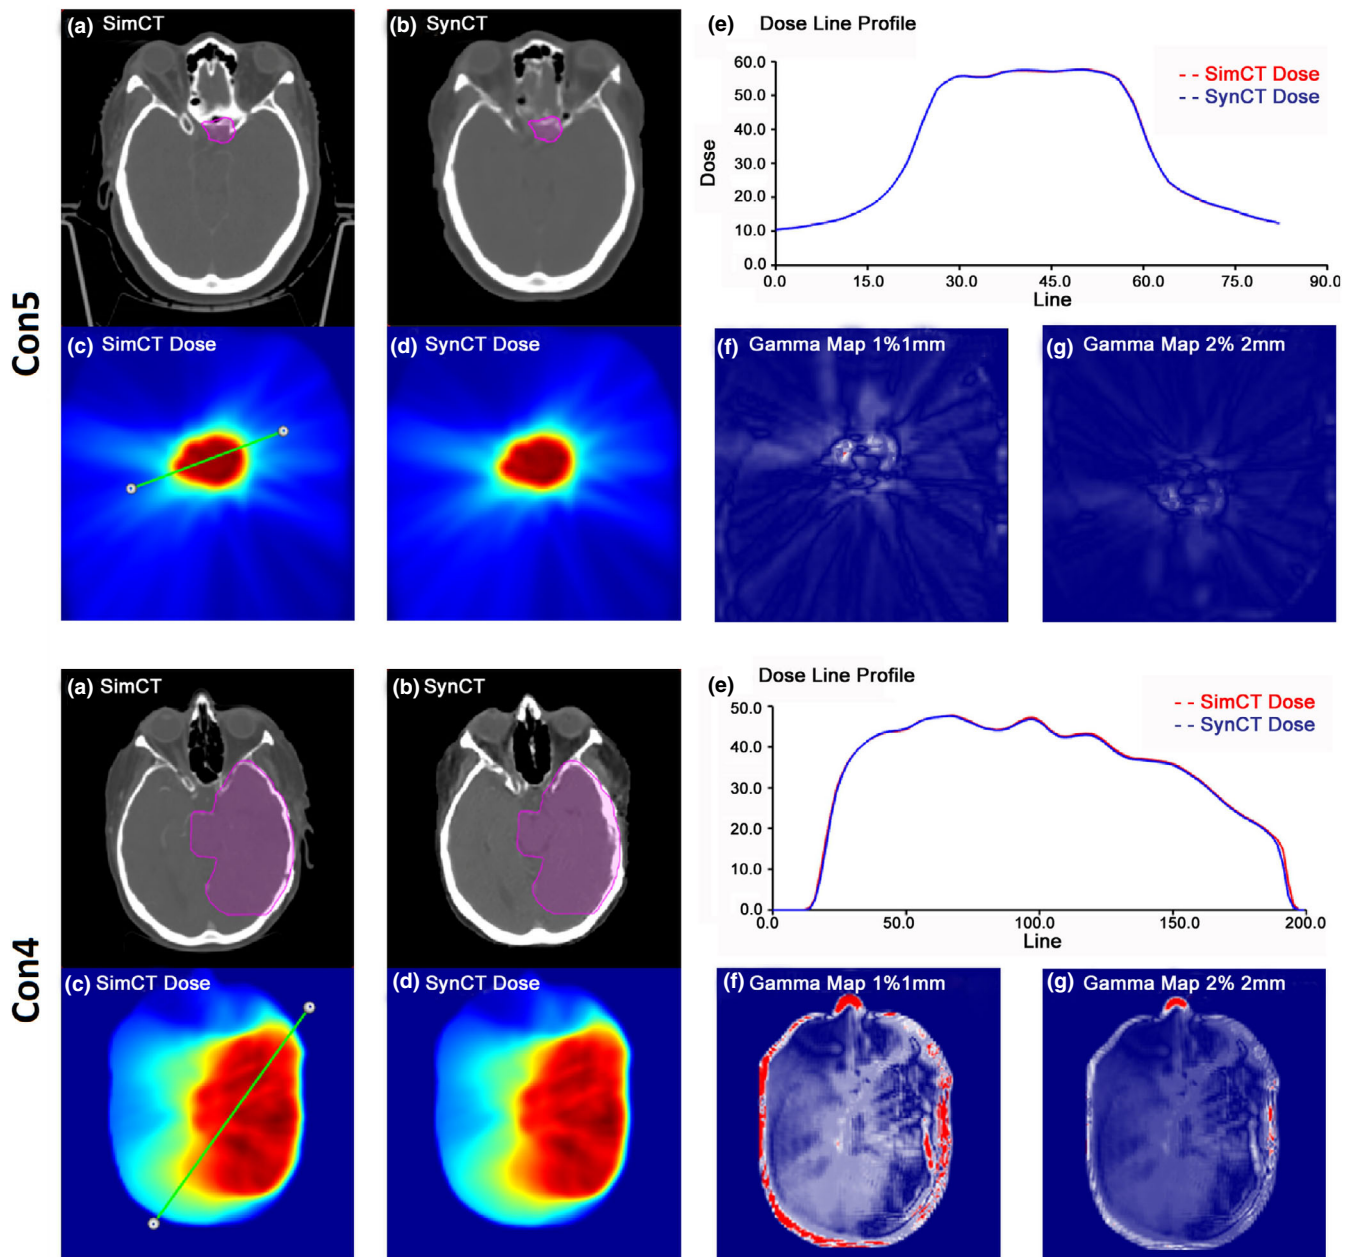 Con5
(a) SimCT
(b) SynCT
(e) Dose Line Profile
60.0
50.0
40.0
30.0
20.0
10.0
0.0
Dose
-- SimCT Dose
-- SynCT Dose
0.0 15.0 30.0 45.0 60.0 75.0 90.0
Line
(c) SimCT Dose
(d) SynCT Dose
(f) Gamma Map 1%1mm
(g) Gamma Map 2% 2mm
Con4
(a) SimCT
(b) SynCT
(e) Dose Line Profile
50.0
40.0
30.0
20.0
10.0
0.0
-- SimCT Dose
-- SynCT Dose
0.0 50.0 100.0 150.0 200.0
Line
(c) SimCT Dose
(d) SynCT Dose
(f) Gamma Map 1%1mm
(g) Gamma Map 2% 2mm